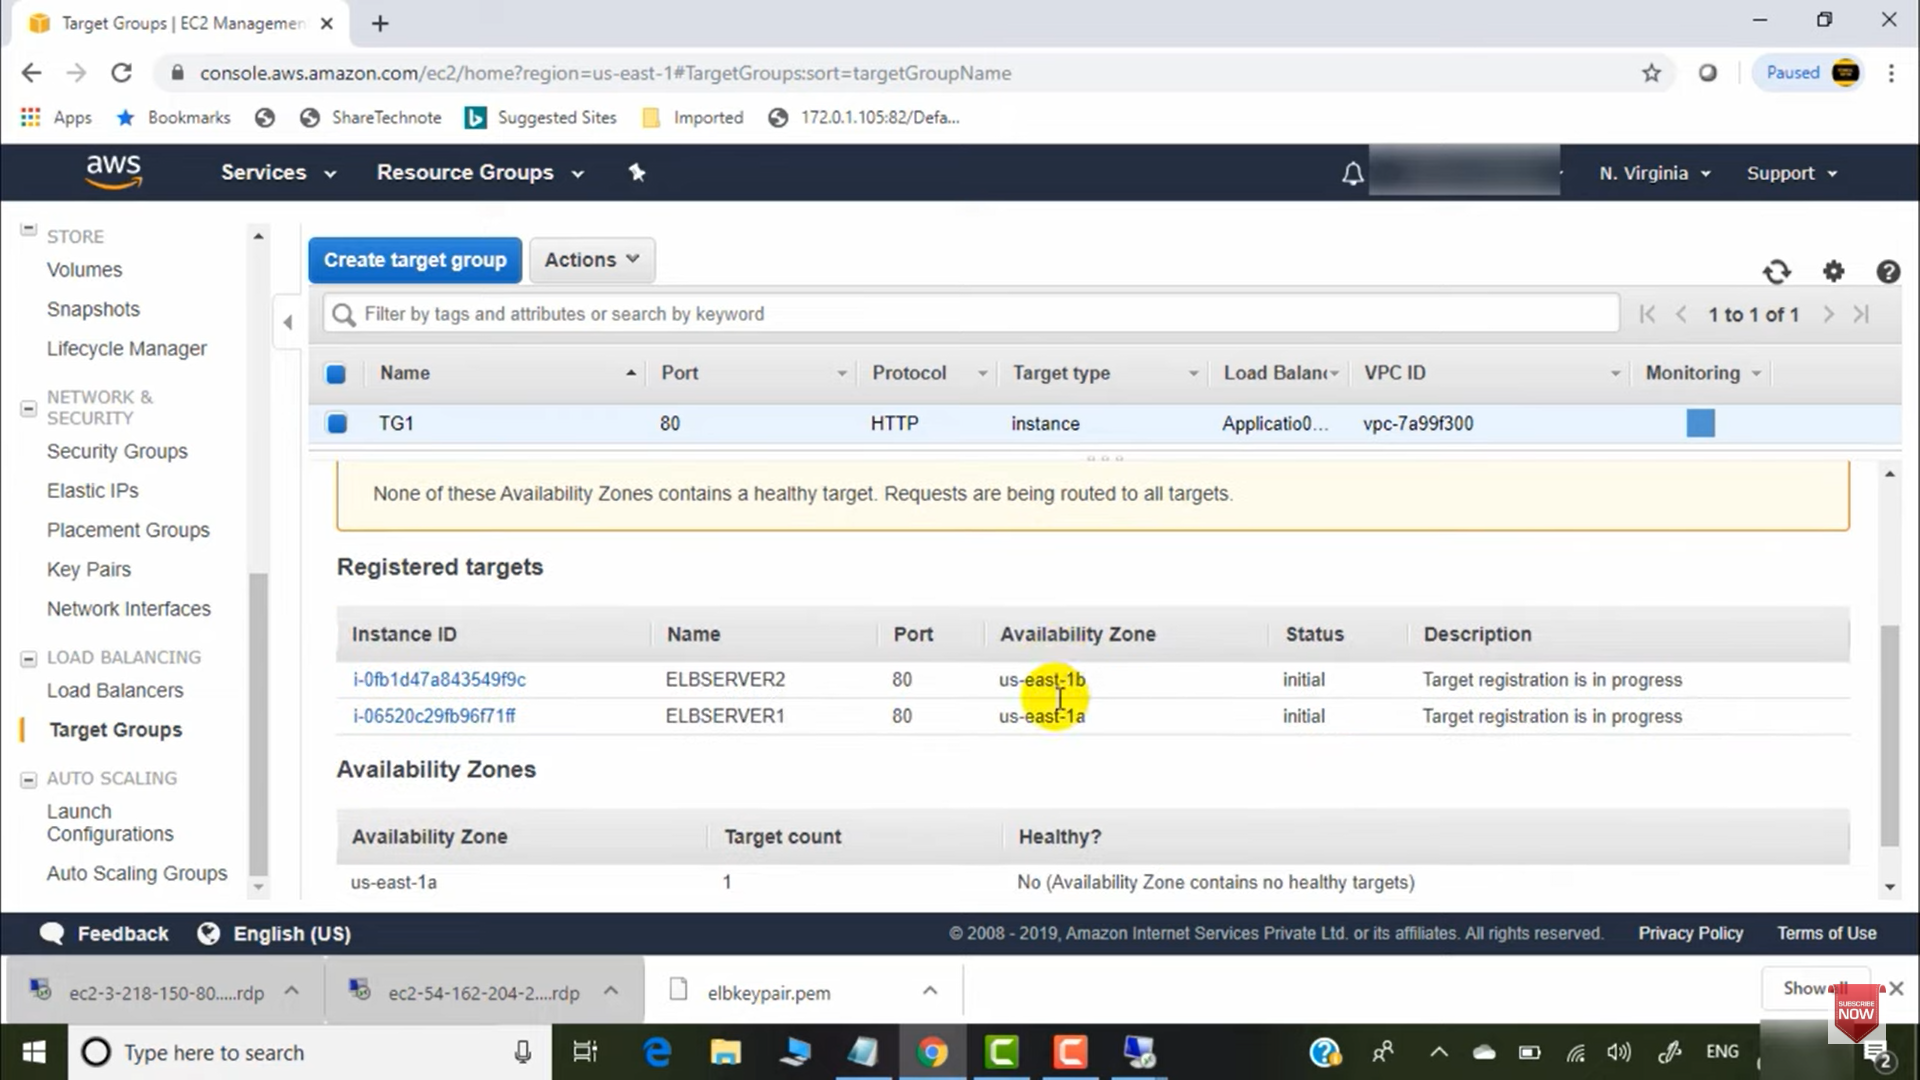 Target Groups | EC2 Managemen
console.aws.amazon.com/ec2/home?region=us-east-1#TargetGroups:sort=targetGroupName
Paused
Apps
Bookmarks
ShareTechnote
Suggested Sites
Imported
172.0.1.105:82/Defa...
aws
Services
Resource Groups
N. Virginia
Support
STORE
Volumes
Snapshots
Lifecycle Manager
NETWORK &
SECURITY
Security Groups
Elastic IPs
Placement Groups
Key Pairs
Network Interfaces
LOAD BALANCING
Load Balancers
Target Groups
AUTO SCALING
Launch
Configurations
Auto Scaling Groups
Create target group
Actions
Filter by tags and attributes or search by keyword
1 to 1 of 1
Name Port Protocol Target type Load Balanc VPC ID Monitoring
TG1 80 HTTP instance Applicatio0... vpc-7a99f300
None of these Availability Zones contains a healthy target. Requests are being routed to all targets.
Registered targets
Instance ID Name Port Availability Zone Status Description
i-0fb1d47a843549f9c ELBSERVER2 80 us-east-1b initial Target registration is in progress
i-06520c29fb96f71ff ELBSERVER1 80 us-east-1a initial Target registration is in progress
Availability Zones
Availability Zone Target count Healthy?
us-east-1a 1 No (Availability Zone contains no healthy targets)
Feedback
English (US)
© 2008 - 2019, Amazon Internet Services Private Ltd. or its affiliates. All rights reserved.
Privacy Policy
Terms of Use
ec2-3-218-150-80.....rdp
ec2-54-162-204-2....rdp
elbkeypair.pem
Show all
SUBSCRIBE
NOW
Type here to search
ENG
2